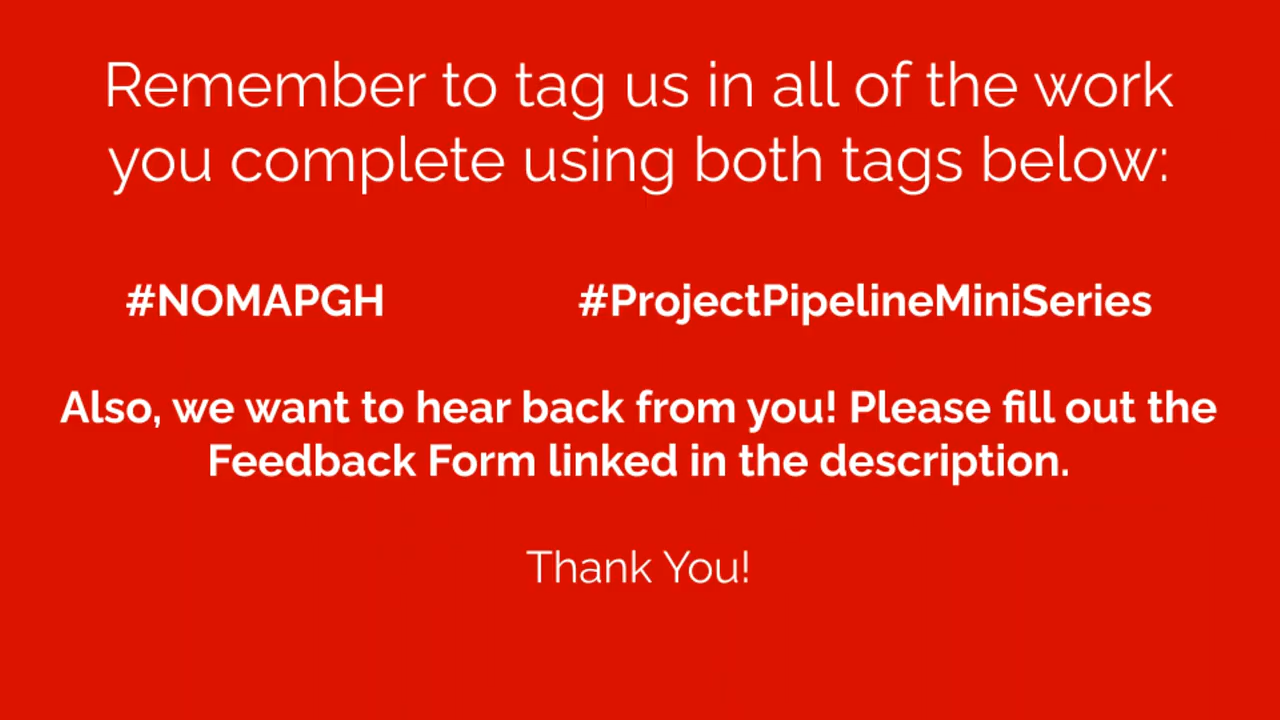 Remember to tag us in all of the work
you complete using both tags below:
#NOMAPGH #ProjectPipelineMiniSeries
Also, we want to hear back from you! Please fill out the
Feedback Form linked in the description.
Thank You!